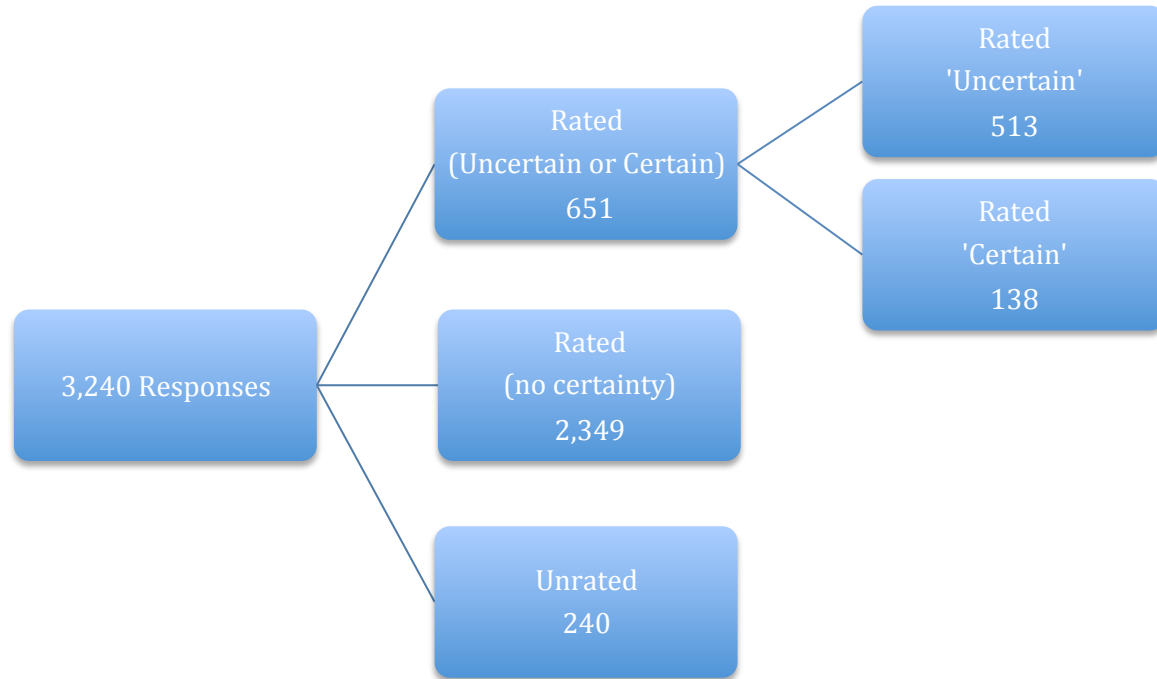 3,240 Responses
Rated
(Uncertain or Certain)
651
Rated
'Uncertain'
513
Rated
'Certain'
138
Rated
(no certainty)
2,349
Unrated
240